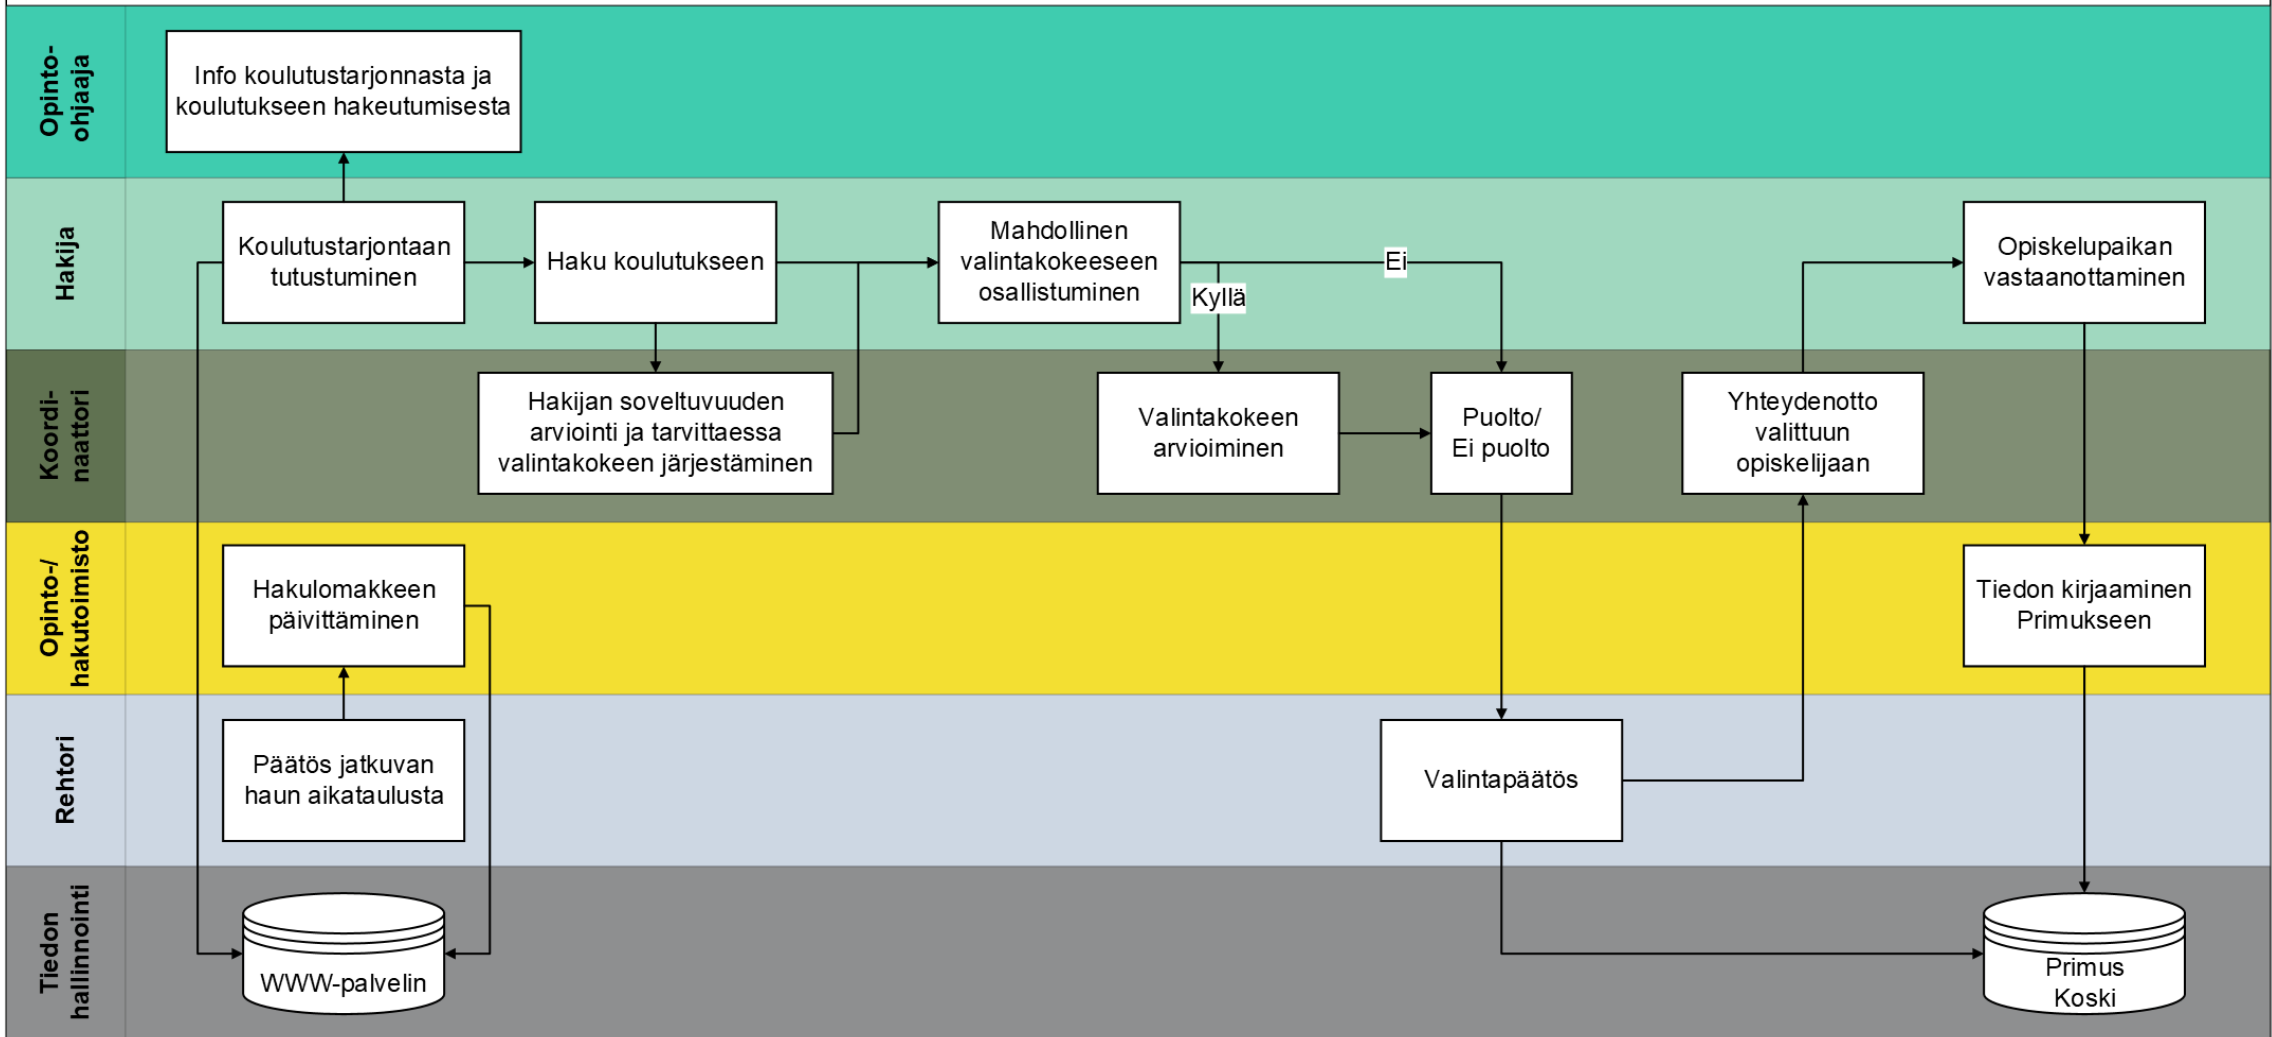 Opinto-
ohjaaja
Info koulutustarjonnasta ja
koulutukseen hakeutumisesta
Hakija
Koulutustarjontaan
tutustuminen
Haku koulutukseen
Mahdollinen
valintakokeeseen
osallistuminen
Ei
Kyllä
Opiskelupaikan
vastaanottaminen
Koordi-
naattori
Hakijan soveltuvuuden
arviointi ja tarvittaessa
valintakokeen järjestäminen
Valintakokeen
arvioiminen
Puolto/
Ei puolto
Yhteydenotto
valittuun
opiskelijaan
Opinto-/
hakutoimisto
Hakulomakkeen
päivittäminen
Tiedon kirjaaminen
Primukseen
Rehtori
Päätös jatkuvan
haun aikataulusta
Valintapäätös
Tiedon
hallinnointi
WWW-palvelin
Primus
Koski